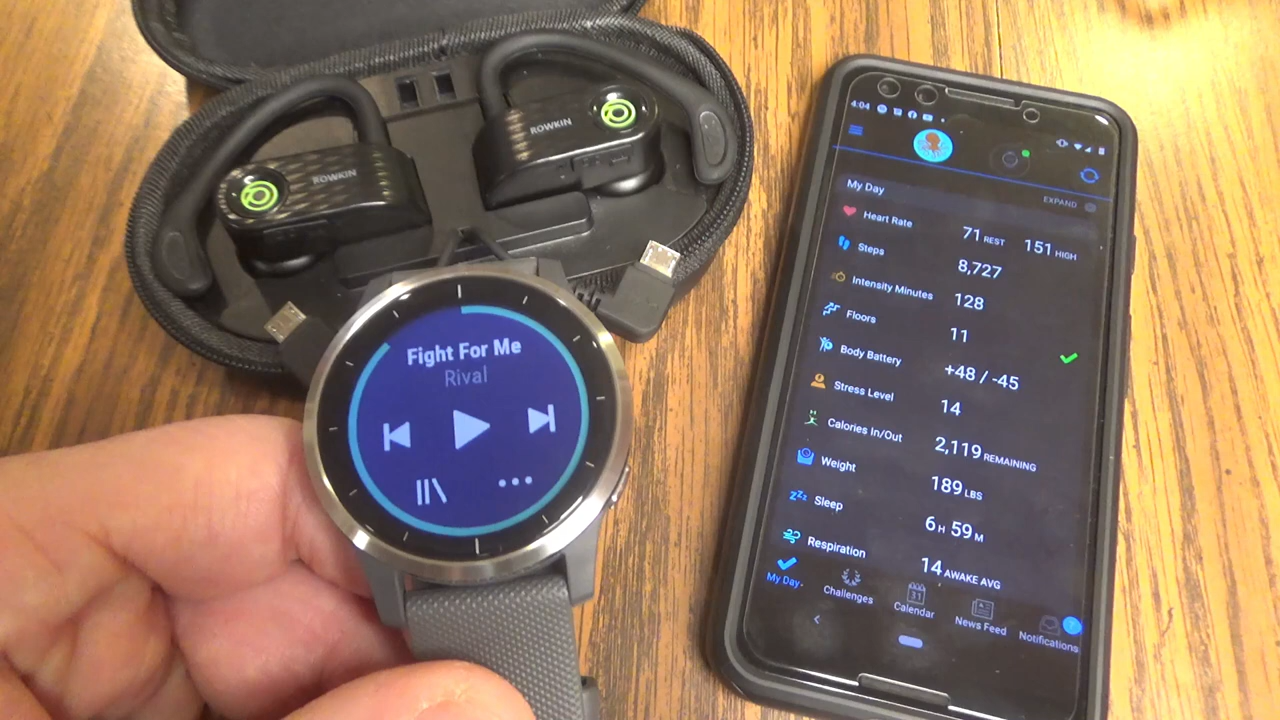 ROWKIN
ROWKIN
Fight For Me
Rival
4:04
My Day
EXPAND
Heart Rate 71 REST 151 HIGH
Steps 8,727
Intensity Minutes 128
Floors 11
Body Battery +48 / -45
Stress Level 14
Calories In/Out 2,119 REMAINING
Weight 189 LBS
Sleep 6 H 59 M
Respiration 14 AWAKE AVG
My Day
Challenges
31
Calendar
News Feed
7
Notifications